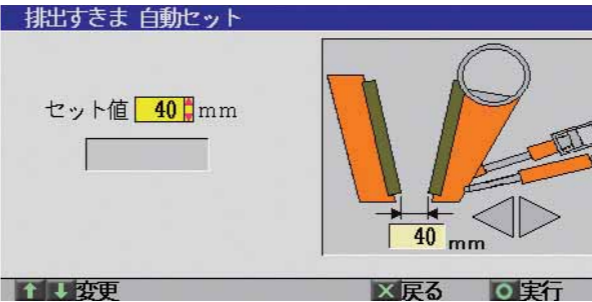 排出すきま 自動セット
セット値 40 mm
40 mm
↑ ↓ 変更 × 戻る ○ 実行